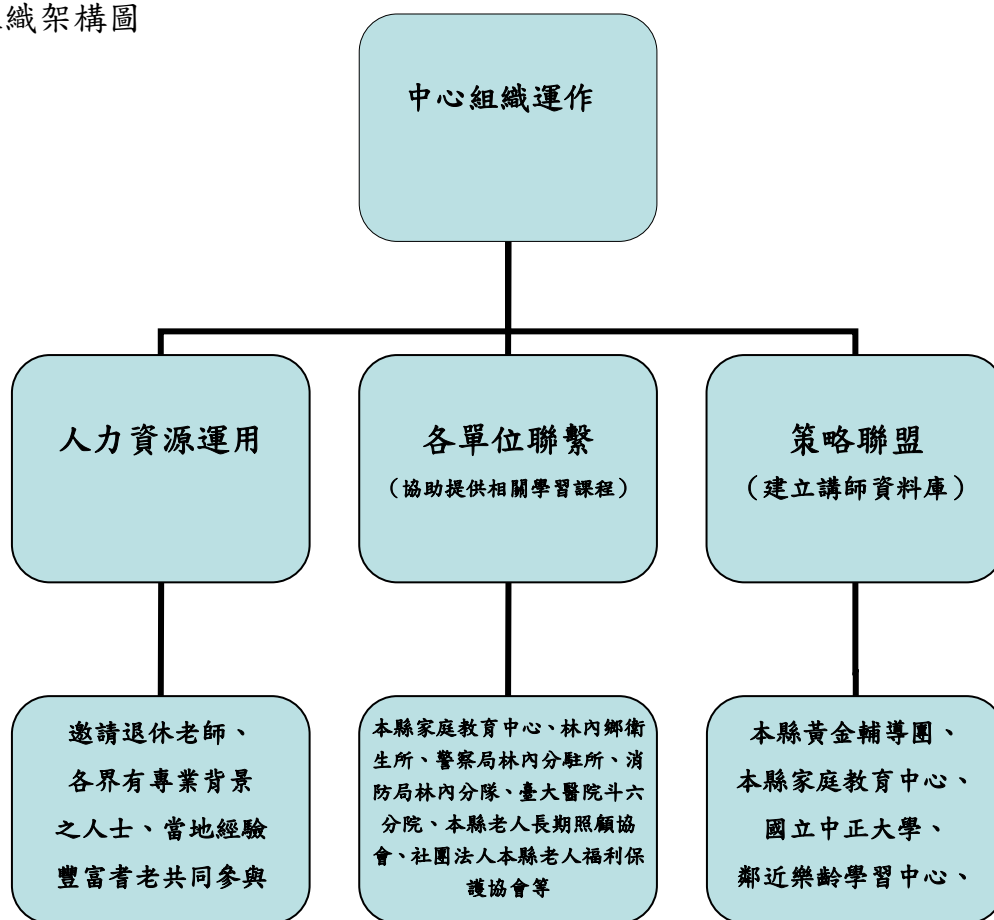 織架構圖
中心組織運作
人力資源運用
各單位聯繫
（協助提供相關學習課程）
策略聯盟
（建立講師資料庫）
邀請退休老師、
各界有專業背景
之人士、當地經驗
豐富耆老共同參與
本縣家庭教育中心、林內鄉衛
生所、警察局林內分駐所、消
防局林內分隊、臺大醫院斗六
分院、本縣老人長期照顧協
會、社團法人本縣老人福利保
護協會等
本縣黃金輔導團、
本縣家庭教育中心、
國立中正大學、
鄰近樂齡學習中心、